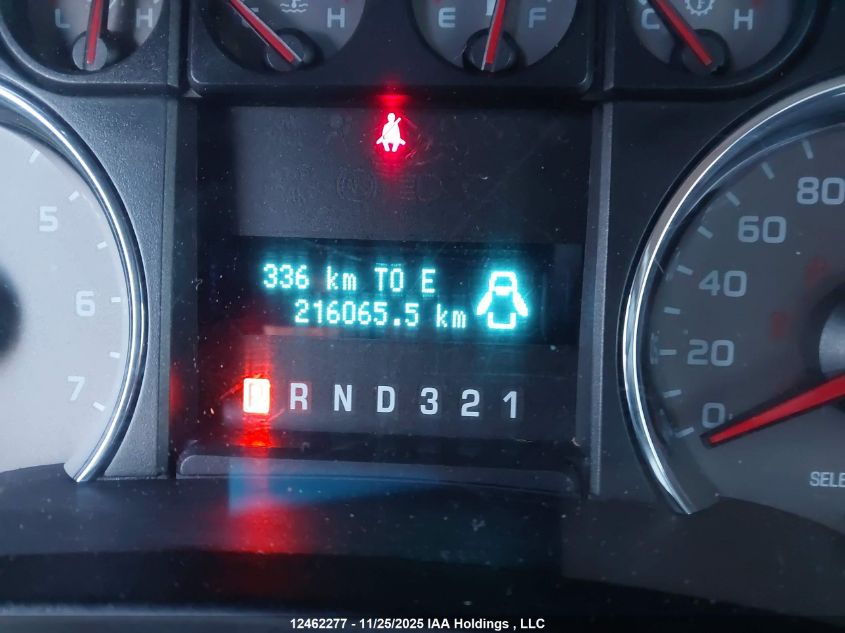 L H C H E F C H
5
6
7
336 km TO E
216065.5 km
P R N D 3 2 1
80
60
40
20
0
SELE
12462277 - 11/25/2025 IAA Holdings , LLC